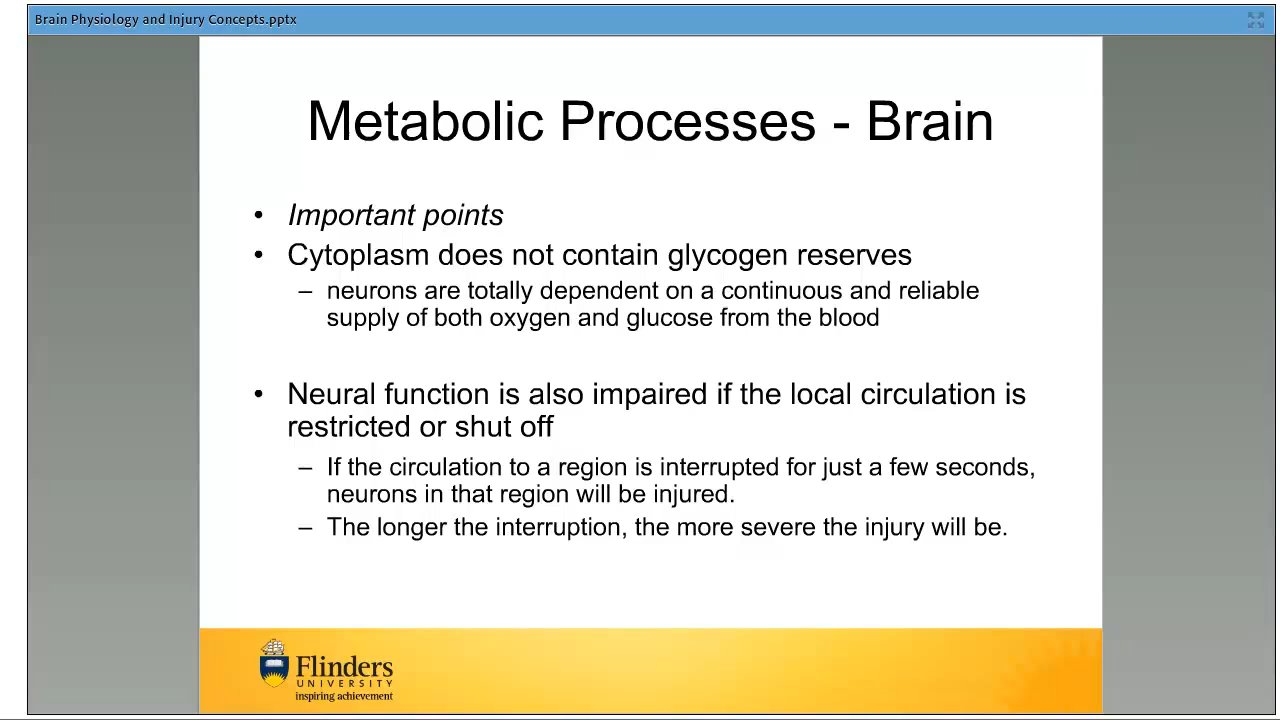 Brain Physiology and Injury Concepts.pptx
Metabolic Processes - Brain
• Important points
• Cytoplasm does not contain glycogen reserves
– neurons are totally dependent on a continuous and reliable
supply of both oxygen and glucose from the blood
• Neural function is also impaired if the local circulation is
restricted or shut off
– If the circulation to a region is interrupted for just a few seconds,
neurons in that region will be injured.
– The longer the interruption, the more severe the injury will be.
Flinders
UNIVERSITY
inspiring achievement